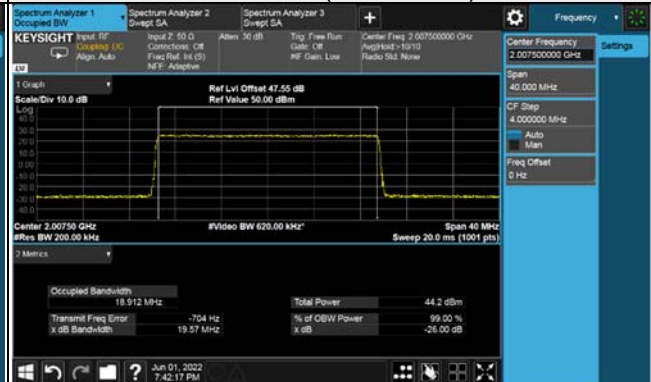 Spectrum Analyzer 1
Occupied BW
Spectrum Analyzer 2
Swept SA
Spectrum Analyzer 3
Swept SA
+
Frequency
KEYSIGHT
Input: RF
Coupling: DC
Align: Auto
Input Z: 50 Ω
Corrections: Off
Freq Ref: Int (S)
NFE: Adaptive
Atten: 30 dB
Trig: Free Run
Gate: Off
#IF Gain: Low
Center Freq: 2.007500000 GHz
Avg|Hold:>10/10
Radio Std: None
LXI
Center Frequency
2.007500000 GHz
Settings
Span
40.000 MHz
CF Step
4.000000 MHz
Auto
Man
Freq Offset
0 Hz
1 Graph
Scale/Div 10.0 dB
Ref Lvl Offset 47.55 dB
Ref Value 50.00 dBm
Log
40.0
30.0
20.0
10.0
0.00
-10.0
-20.0
-30.0
-40.0
Center 2.00750 GHz
#Res BW 200.00 kHz
#Video BW 620.00 kHz*
Span 40 MHz
Sweep 20.0 ms (1001 pts)
2 Metrics
Occupied Bandwidth
18.912 MHz
Total Power 44.2 dBm
Transmit Freq Error -704 Hz
% of OBW Power 99.00 %
x dB Bandwidth 19.57 MHz
x dB -26.00 dB
?
Jun 01, 2022
7:42:17 PM